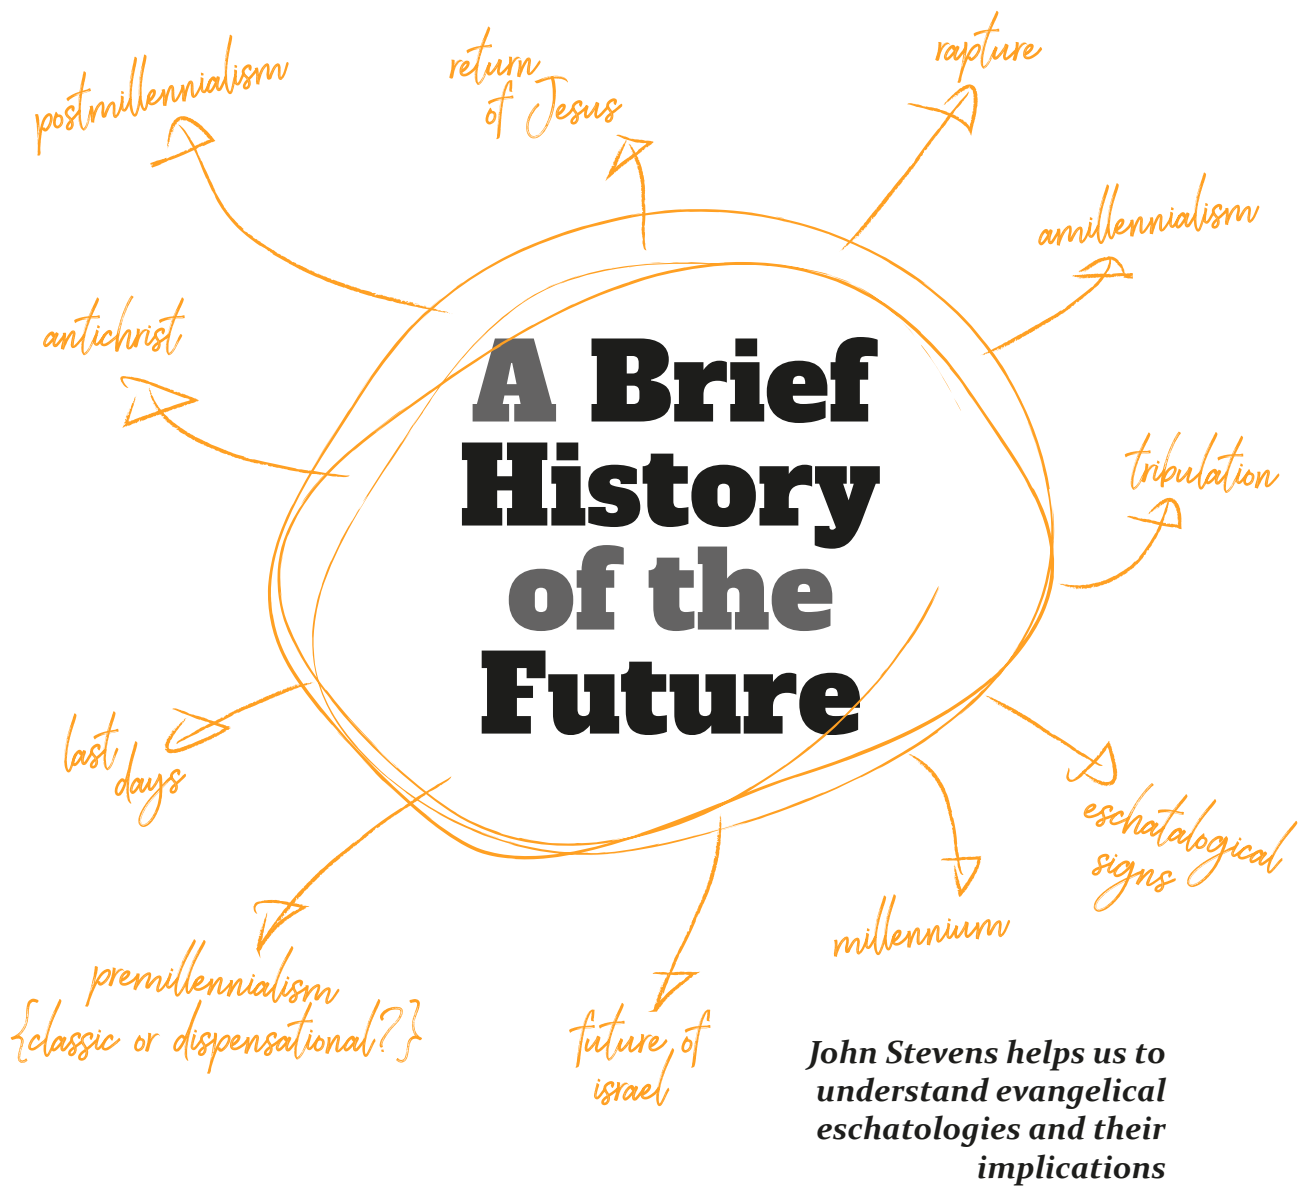 postmillennialism
return
of Jesus
rapture
amillennialism
antichrist
A Brief
History
of the
Future
tribulation
last
days
eschatalogical
signs
millennium
premillennialism
{classic or dispensational?}
future of
israel
John Stevens helps us to
understand evangelical
eschatologies and their
implications